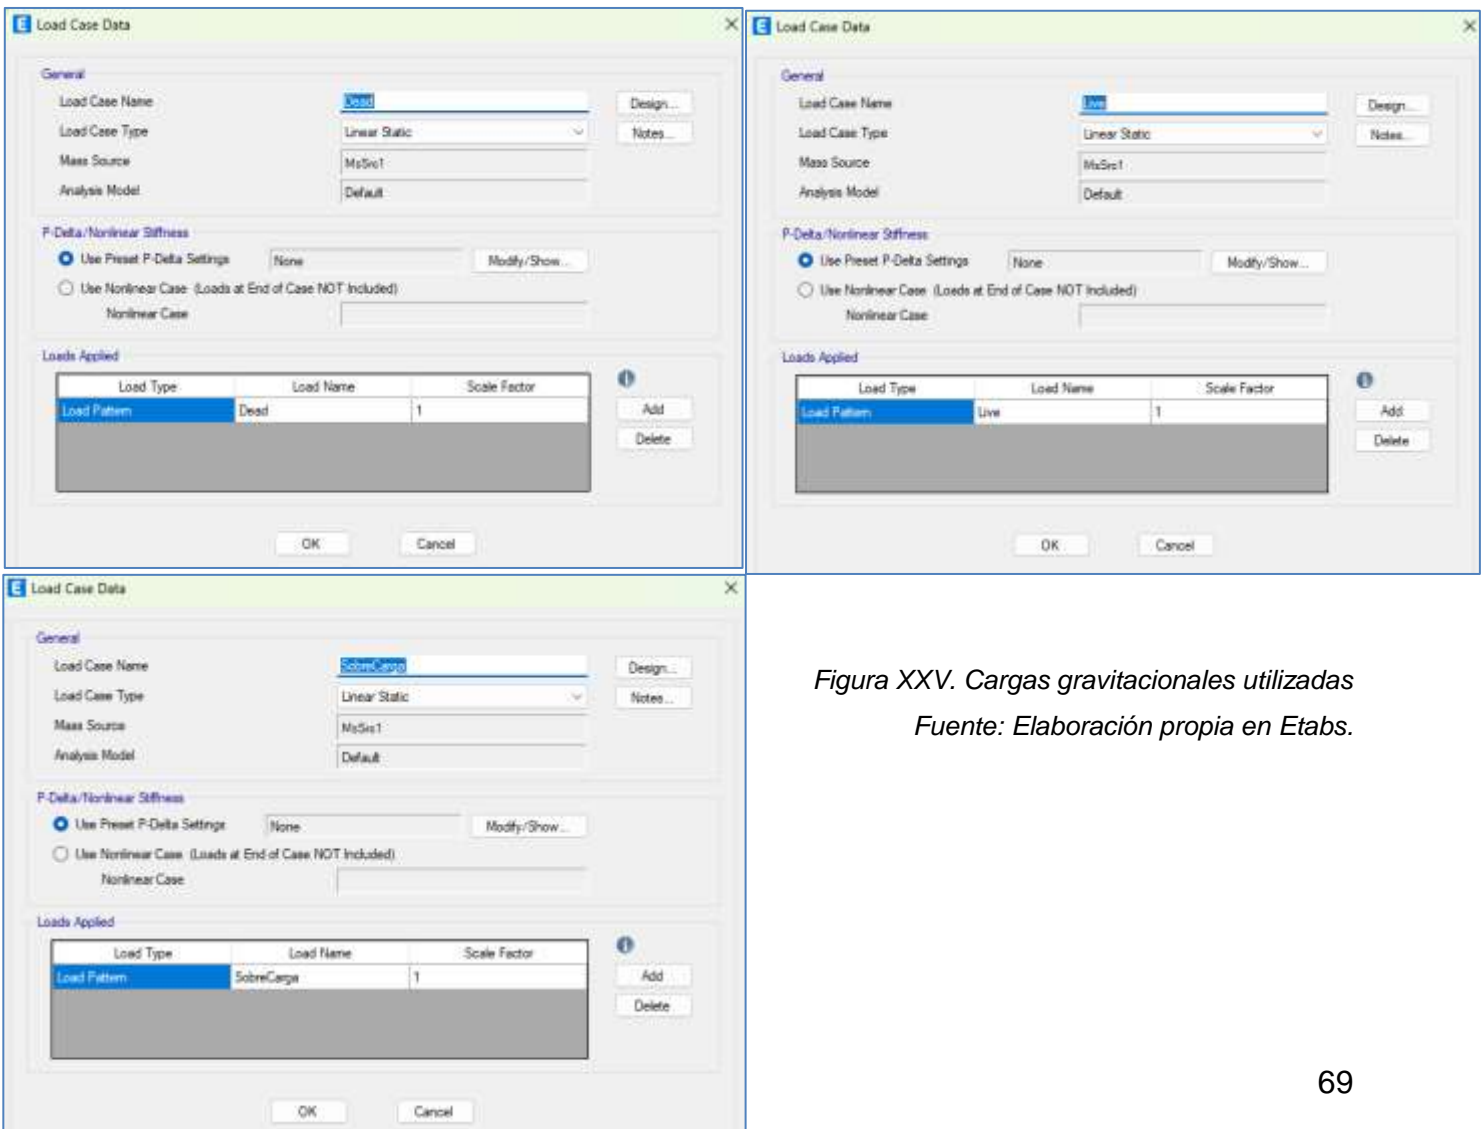 Load Case Data
General
Load Case Name Dead Design...
Load Case Type Linear Static Notes...
Mass Source MsSrc1
Analysis Model Default
P-Delta/Nonlinear Stiffness
Use Preset P-Delta Settings None Modify/Show...
Use Nonlinear Case (Loads at End of Case NOT Included)
Nonlinear Case
Loads Applied
Load Type Load Name Scale Factor
Load Pattern Dead 1
Add
Delete
OK Cancel
Load Case Data
General
Load Case Name Live Design...
Load Case Type Linear Static Notes...
Mass Source MsSrc1
Analysis Model Default
P-Delta/Nonlinear Stiffness
Use Preset P-Delta Settings None Modify/Show...
Use Nonlinear Case (Loads at End of Case NOT Included)
Nonlinear Case
Loads Applied
Load Type Load Name Scale Factor
Load Pattern Live 1
Add
Delete
OK Cancel
Load Case Data
General
Load Case Name SobreCarga Design...
Load Case Type Linear Static Notes...
Mass Source MsSrc1
Analysis Model Default
P-Delta/Nonlinear Stiffness
Use Preset P-Delta Settings None Modify/Show...
Use Nonlinear Case (Loads at End of Case NOT Included)
Nonlinear Case
Loads Applied
Load Type Load Name Scale Factor
Load Pattern SobreCarga 1
Add
Delete
OK Cancel
Figura XXV. Cargas gravitacionales utilizadas
Fuente: Elaboración propia en Etabs.
69